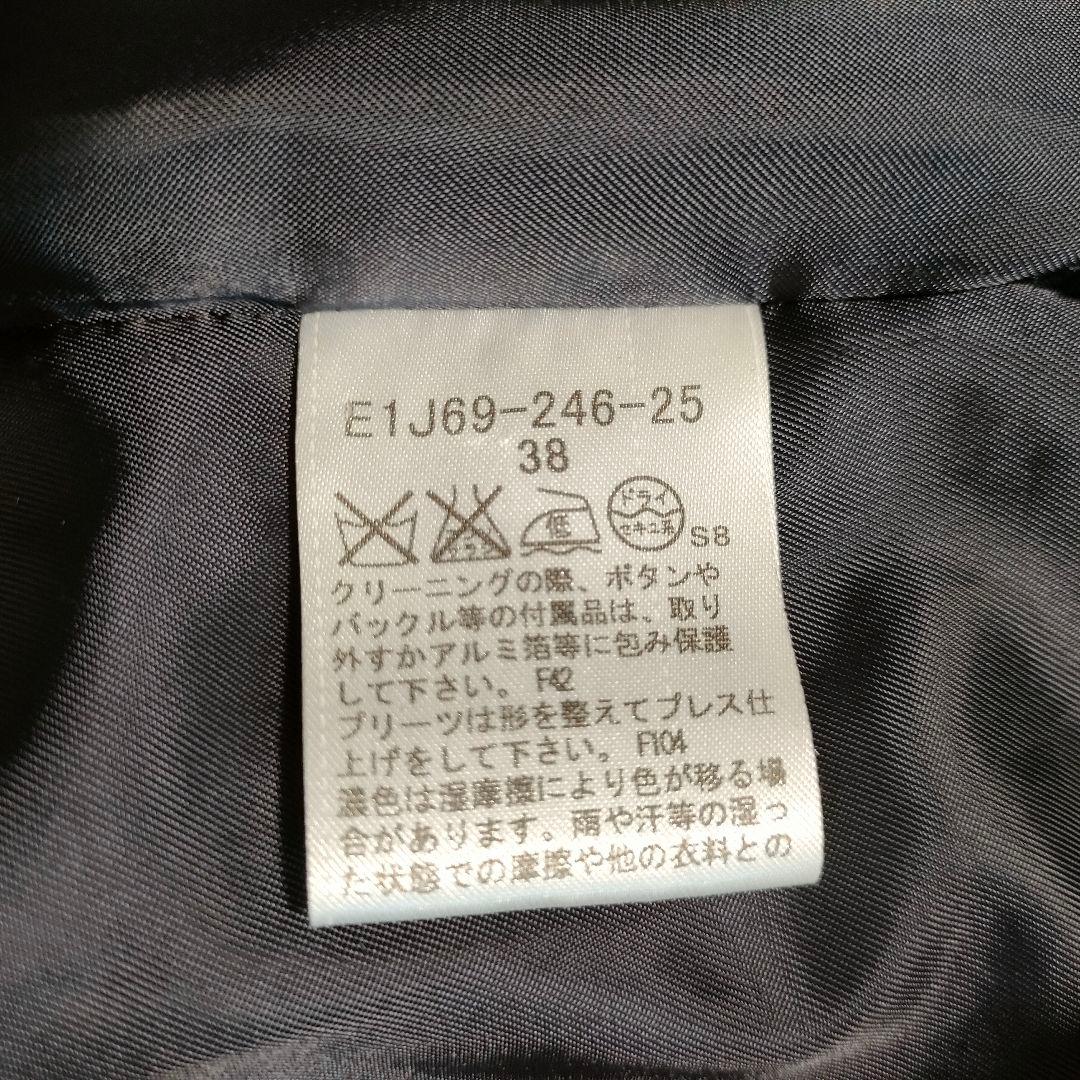 E1J69-246-25
38
エンソサラシ
低
ドライ
セキユ系
S8
クリーニングの際、ボタンや
バックル等の付属品は、取り
外すかアルミ箔等に包み保護
して下さい。 F42
プリーツは形を整えてプレス仕
上げをして下さい。 F104
濃色は湿摩擦により色が移る場
合があります。雨や汗等の湿っ
た状態での摩擦や他の衣料との